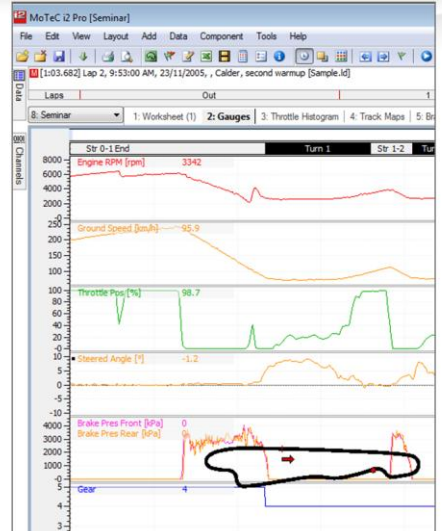 MoTeC i2 Pro [Seminar]
File Edit View Layout Add Data Component Tools Help
[1:03.682] Lap 2, 9:53:00 AM, 23/11/2005, , Calder, second warmup [Sample.ld]
Data
Laps Out 1
8: Seminar 1: Worksheet (1) 2: Gauges 3: Throttle Histogram 4: Track Maps 5: Br
Channels
Str 0-1 End Turn 1 Str 1-2 Tur
8000 Engine RPM [rpm] 3342
6000
4000
2000
0
250
Ground Speed [km/h] 95.9
200
150
100
100 Throttle Pos [%] 98.7
80
60
40
20
-0
10 Steered Angle [°] -1.2
5
-0
-5
-10
4000 Brake Pres Front [kPa] 0
3000 Brake Pres Rear [kPa] 0
2000
1000
-0
5 Gear 4
4
3